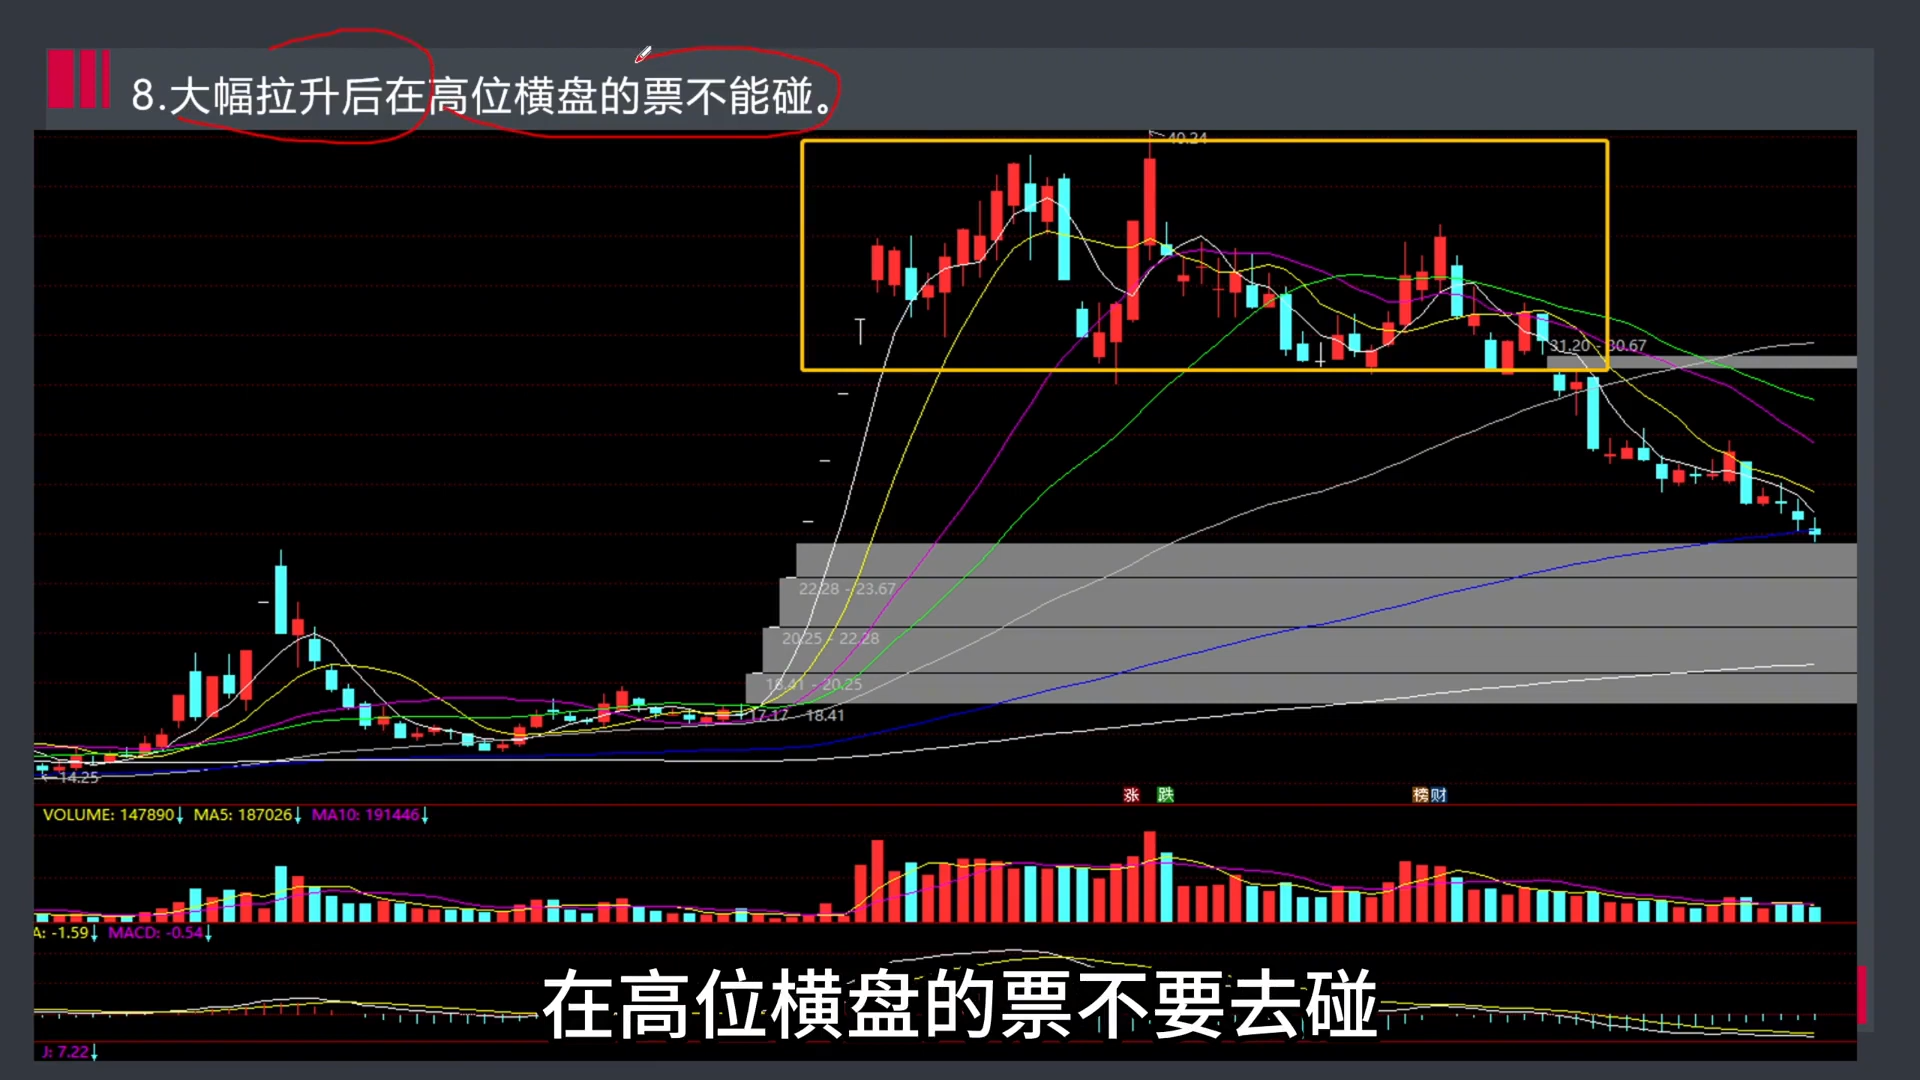 8.大幅拉升后在高位横盘的票不能碰。
40.24
31.20 - 30.67
22.28 - 23.67
20.25 - 22.28
18.41 - 20.25
17.17 - 18.41
14.25
涨 跌 榜 财
VOLUME: 147890↓ MA5: 187026↓ MA10: 191446↓
A: -1.59↓ MACD: -0.54↓
在高位横盘的票不要去碰
J: 7.22↓